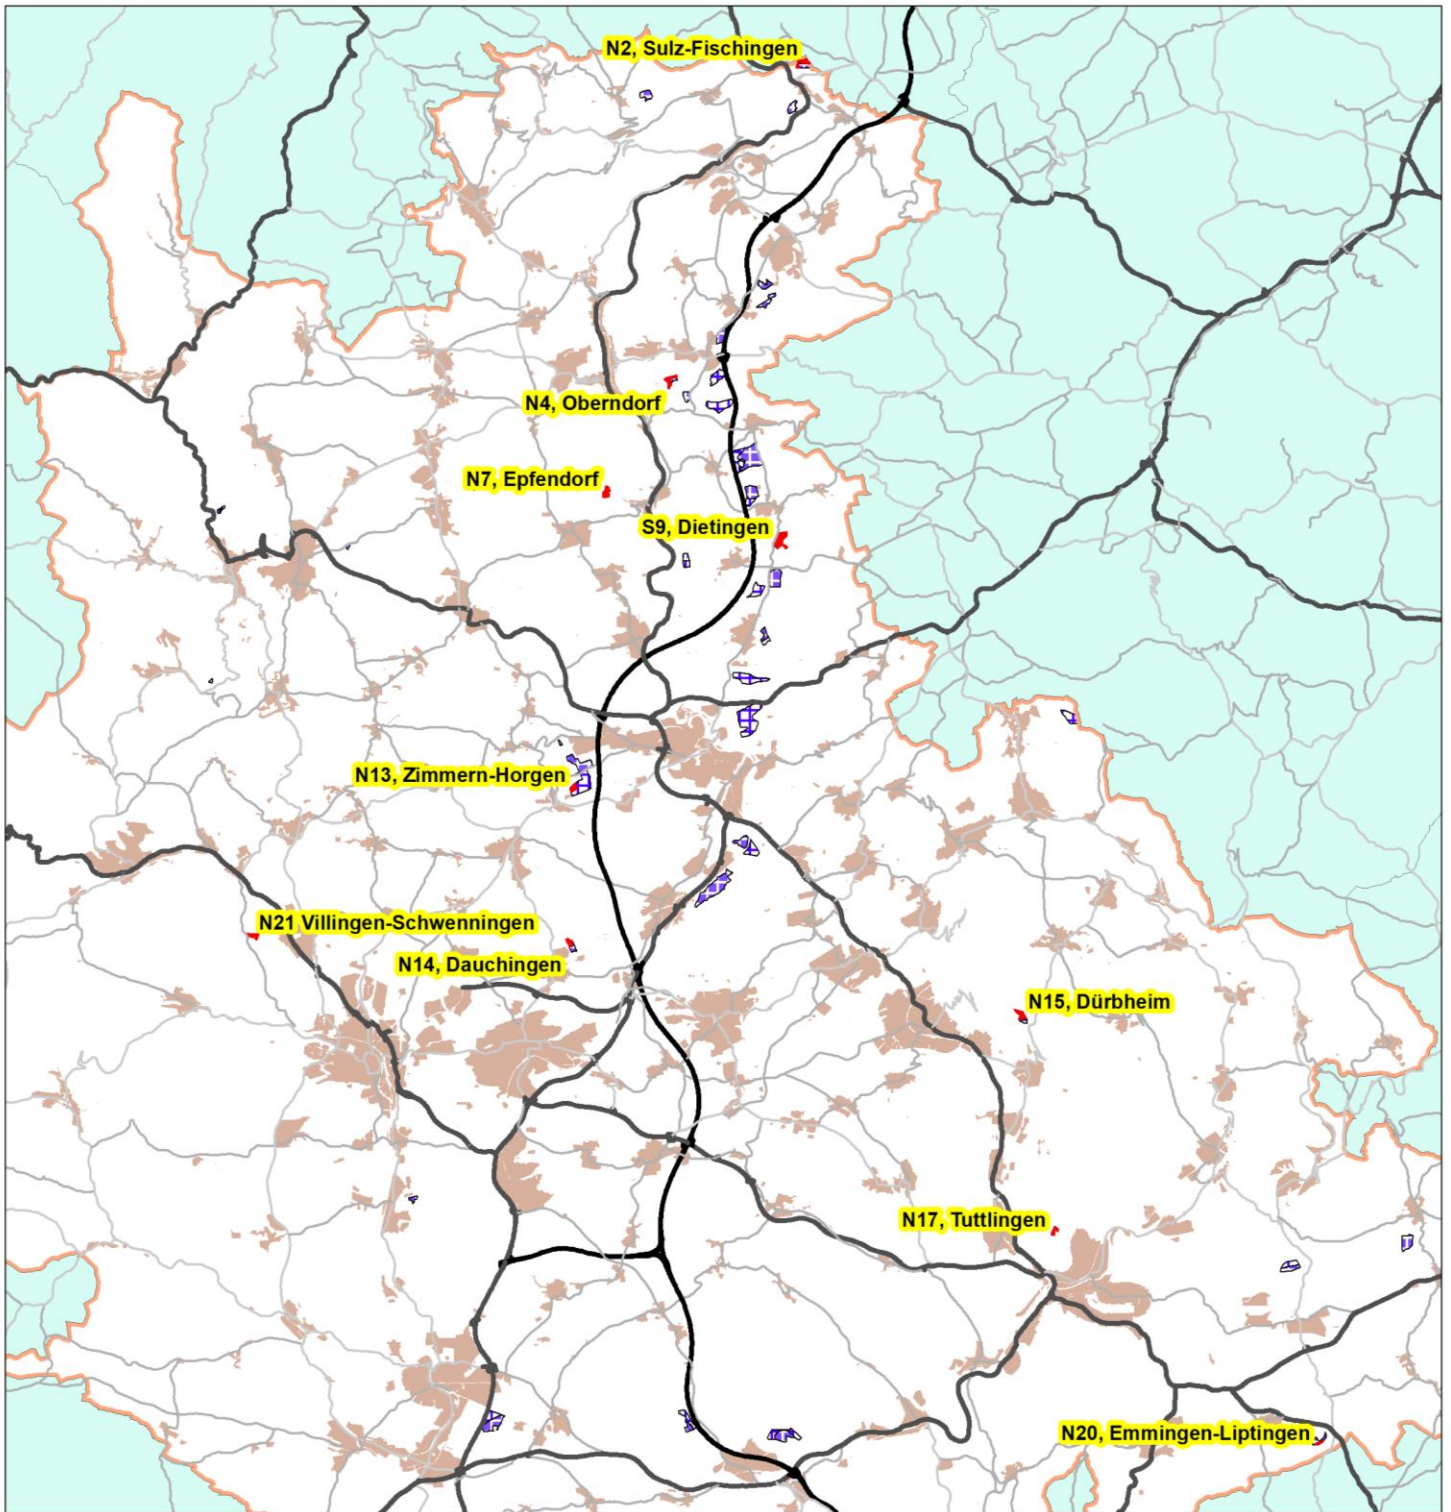 N2, Sulz-Fischingen
N4, Oberndorf
N7, Epfendorf
S9, Dietingen
N13, Zimmern-Horgen
N21 Villingen-Schwenningen
N14, Dauchingen
N15, Dürbheim
N17, Tuttlingen
N20, Emmingen-Liptingen